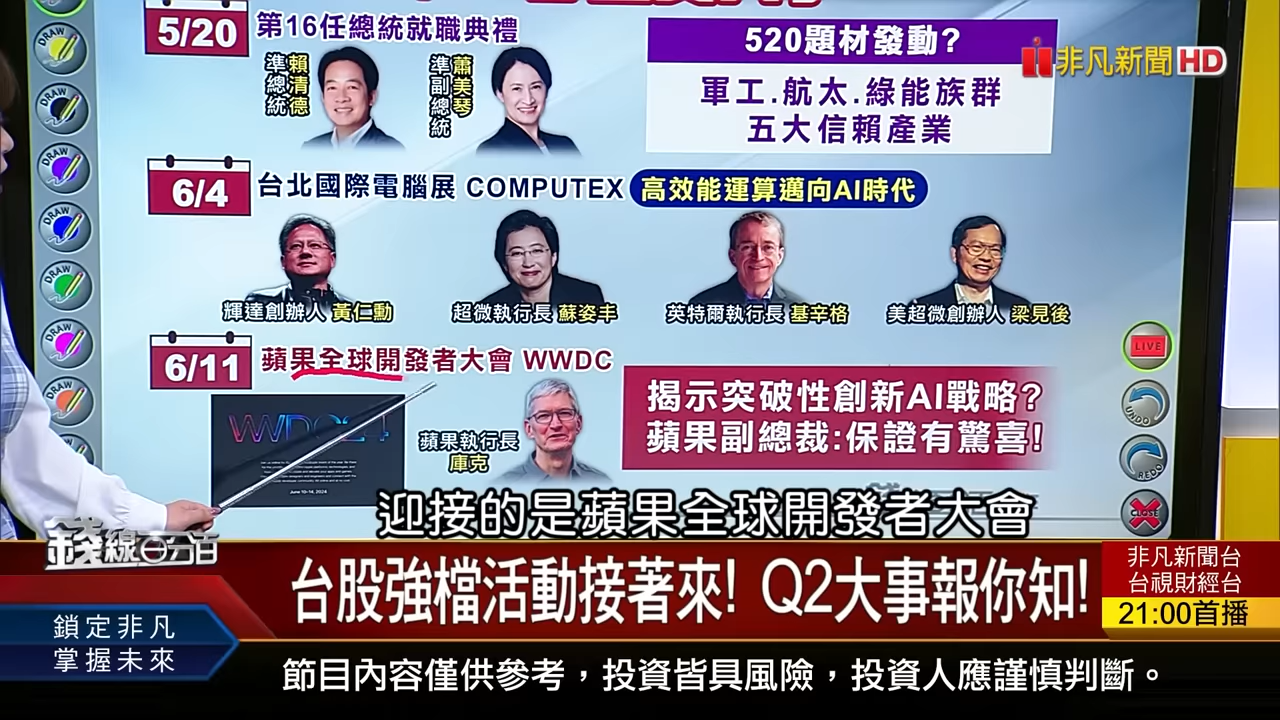 5/20
第16任總統就職典禮
準總統
賴清德
準副總統
蕭美琴
520題材發動?
軍工.航太.綠能族群
五大信賴產業
非凡新聞HD
6/4
台北國際電腦展 COMPUTEX
高效能運算邁向AI時代
輝達創辦人 黃仁勳
超微執行長 蘇姿丰
英特爾執行長 基辛格
美超微創辦人 梁見後
6/11
蘋果全球開發者大會 WWDC
WWDC24
June 10–14, 2024
蘋果執行長
庫克
揭示突破性創新AI戰略?
蘋果副總裁:保證有驚喜!
DRAW
DRAW
DRAW
DRAW
DRAW
DRAW
DRAW
LIVE
UNDO
REDO
CLOSE
迎接的是蘋果全球開發者大會
錢線百分百
台股強檔活動接著來! Q2大事報你知!
非凡新聞台
台視財經台
21:00首播
鎖定非凡
掌握未來
節目內容僅供參考，投資皆具風險，投資人應謹慎判斷。